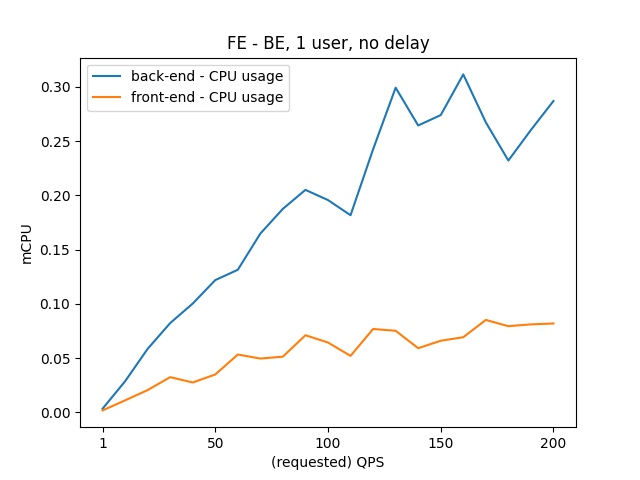 FE - BE, 1 user, no delay
back-end - CPU usage
front-end - CPU usage
0.30
0.25
0.20
0.15
0.10
0.05
0.00
mCPU
1 50 100 150 200
(requested) QPS